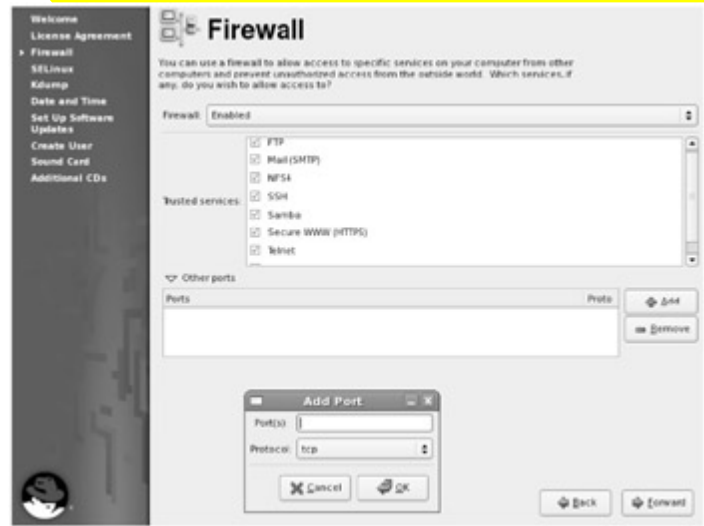 Welcome
License Agreement
Firewall
SELinux
Kdump
Date and Time
Set Up Software
Updates
Create User
Sound Card
Additional CDs
Firewall
You can use a firewall to allow access to specific services on your computer from other
computers and prevent unauthorized access from the outside world. Which services, if
any, do you wish to allow access to?
Firewall: Enabled
Trusted services:
FTP
Mail (SMTP)
NFS4
SSH
Samba
Secure WWW (HTTPS)
Telnet
Other ports
Ports Proto
Add
Remove
Add Port
Port(s):
Protocol: tcp
Cancel OK
Back Forward